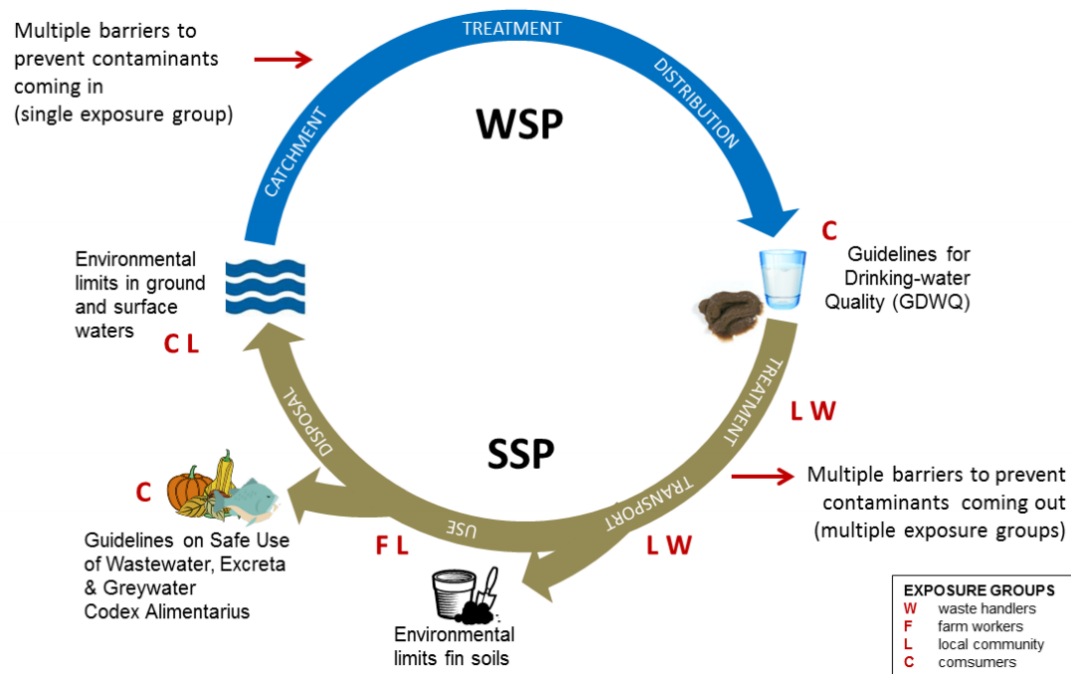 Multiple barriers to
prevent contaminants
coming in
(single exposure group)
TREATMENT
DISTRIBUTION
CATCHMENT
WSP
C
Guidelines for
Drinking-water
Quality (GDWQ)
Environmental
limits in ground
and surface
waters
C L
TREATMENT
L W
DISPOSAL
SSP
TRANSPORT
Multiple barriers to prevent
contaminants coming out
(multiple exposure groups)
C
USE
F L
L W
Guidelines on Safe Use
of Wastewater, Excreta
& Greywater
Codex Alimentarius
Environmental
limits fin soils
EXPOSURE GROUPS
W waste handlers
F farm workers
L local community
C comsumers